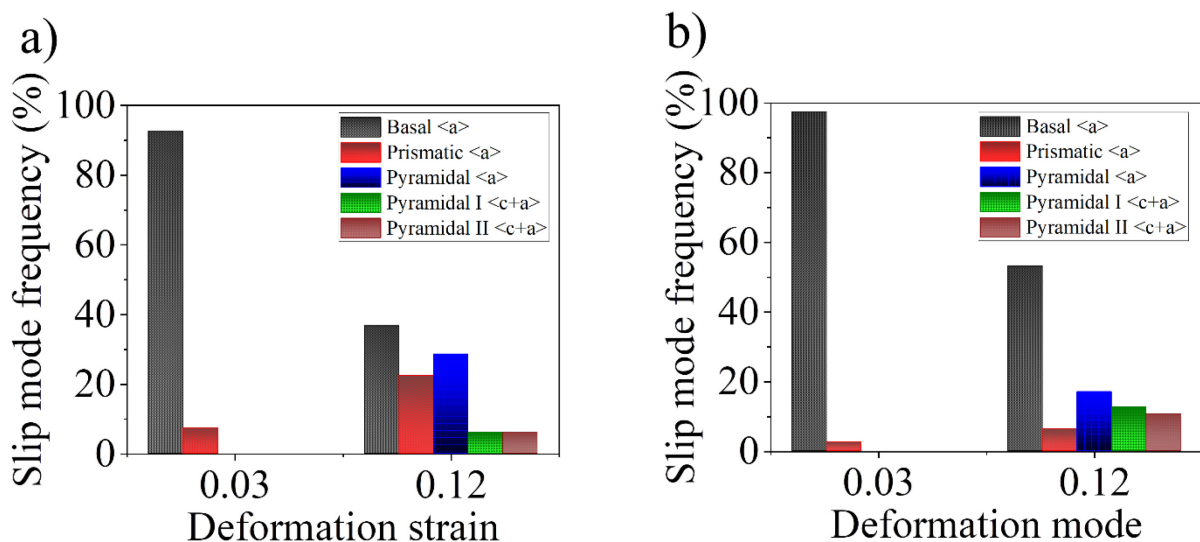 a)
Slip mode frequency (%)
100
80
60
40
20
0
Basal <a>
Prismatic <a>
Pyramidal <a>
Pyramidal I <c+a>
Pyramidal II <c+a>
0.03
0.12
Deformation strain
b)
Slip mode frequency (%)
100
80
60
40
20
0
Basal <a>
Prismatic <a>
Pyramidal <a>
Pyramidal I <c+a>
Pyramidal II <c+a>
0.03
0.12
Deformation mode